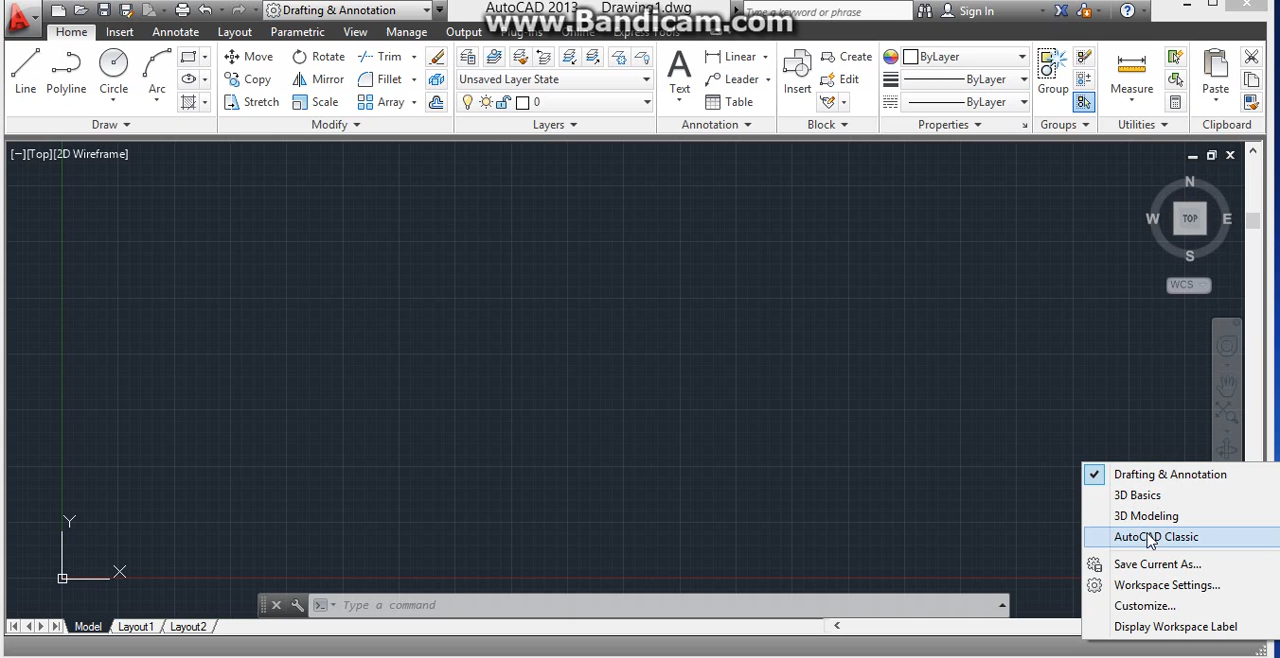 Drafting & Annotation
AutoCAD 2013 Drawing1.dwg
www.Bandicam.com
Type a keyword or phrase
Sign In
Home Insert Annotate Layout Parametric View Manage Output Plug-ins Online Express Tools
Move Rotate Trim
Unsaved Layer State
Linear
Create
ByLayer
Line Polyline Circle Arc
Copy Mirror Fillet
Text
Leader
Insert
Edit
ByLayer
Group
Measure
Paste
Stretch Scale Array
0
Table
ByLayer
Draw Modify Layers Annotation Block Properties Groups Utilities Clipboard
[−][Top][2D Wireframe]
N
W TOP E
S
WCS
Drafting & Annotation
3D Basics
3D Modeling
AutoCAD Classic
Save Current As...
Workspace Settings...
Customize...
Display Workspace Label
Y
X
Type a command
Model Layout1 Layout2